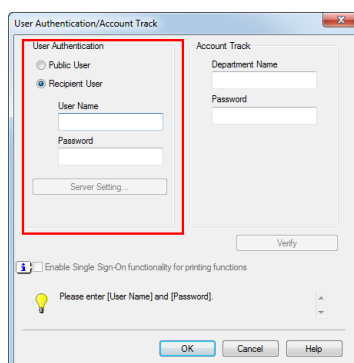 User Authentication/Account Track
User Authentication
Public User
Recipient User
User Name
Password
Server Setting...
Account Track
Department Name
Password
Verify
Enable Single Sign-On functionality for printing functions
Please enter [User Name] and [Password].
OK
Cancel
Help